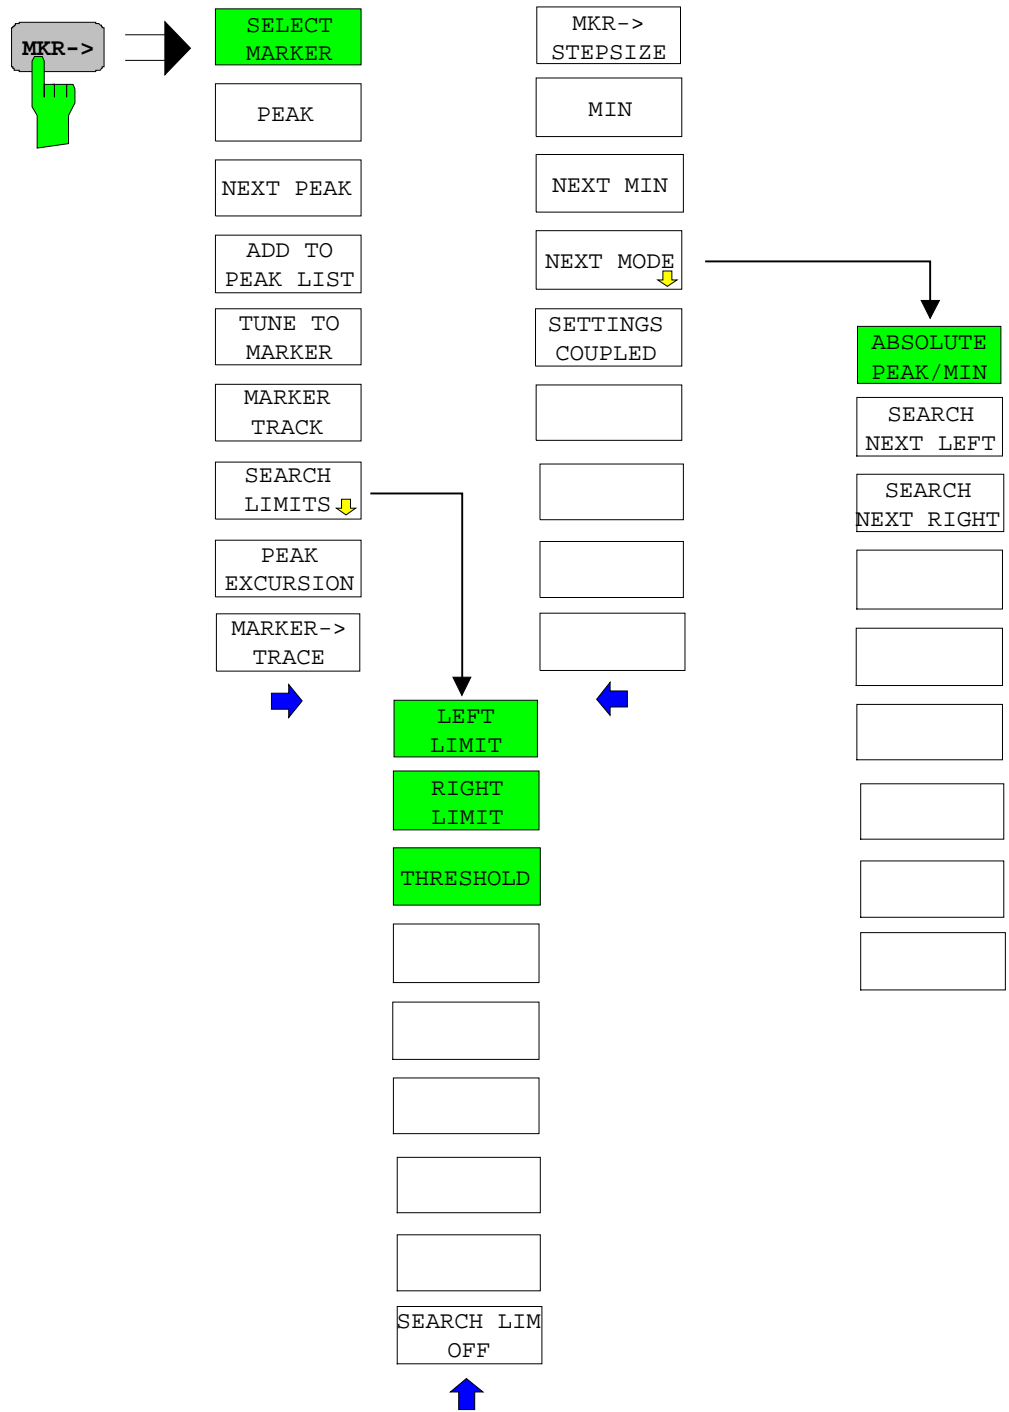 MKR->
SELECT
MARKER
PEAK
NEXT PEAK
ADD TO
PEAK LIST
TUNE TO
MARKER
MARKER
TRACK
SEARCH
LIMITS
PEAK
EXCURSION
MARKER->
TRACE
MKR->
STEPSIZE
MIN
NEXT MIN
NEXT MODE
SETTINGS
COUPLED
ABSOLUTE
PEAK/MIN
SEARCH
NEXT LEFT
SEARCH
NEXT RIGHT
LEFT
LIMIT
RIGHT
LIMIT
THRESHOLD
SEARCH LIM
OFF